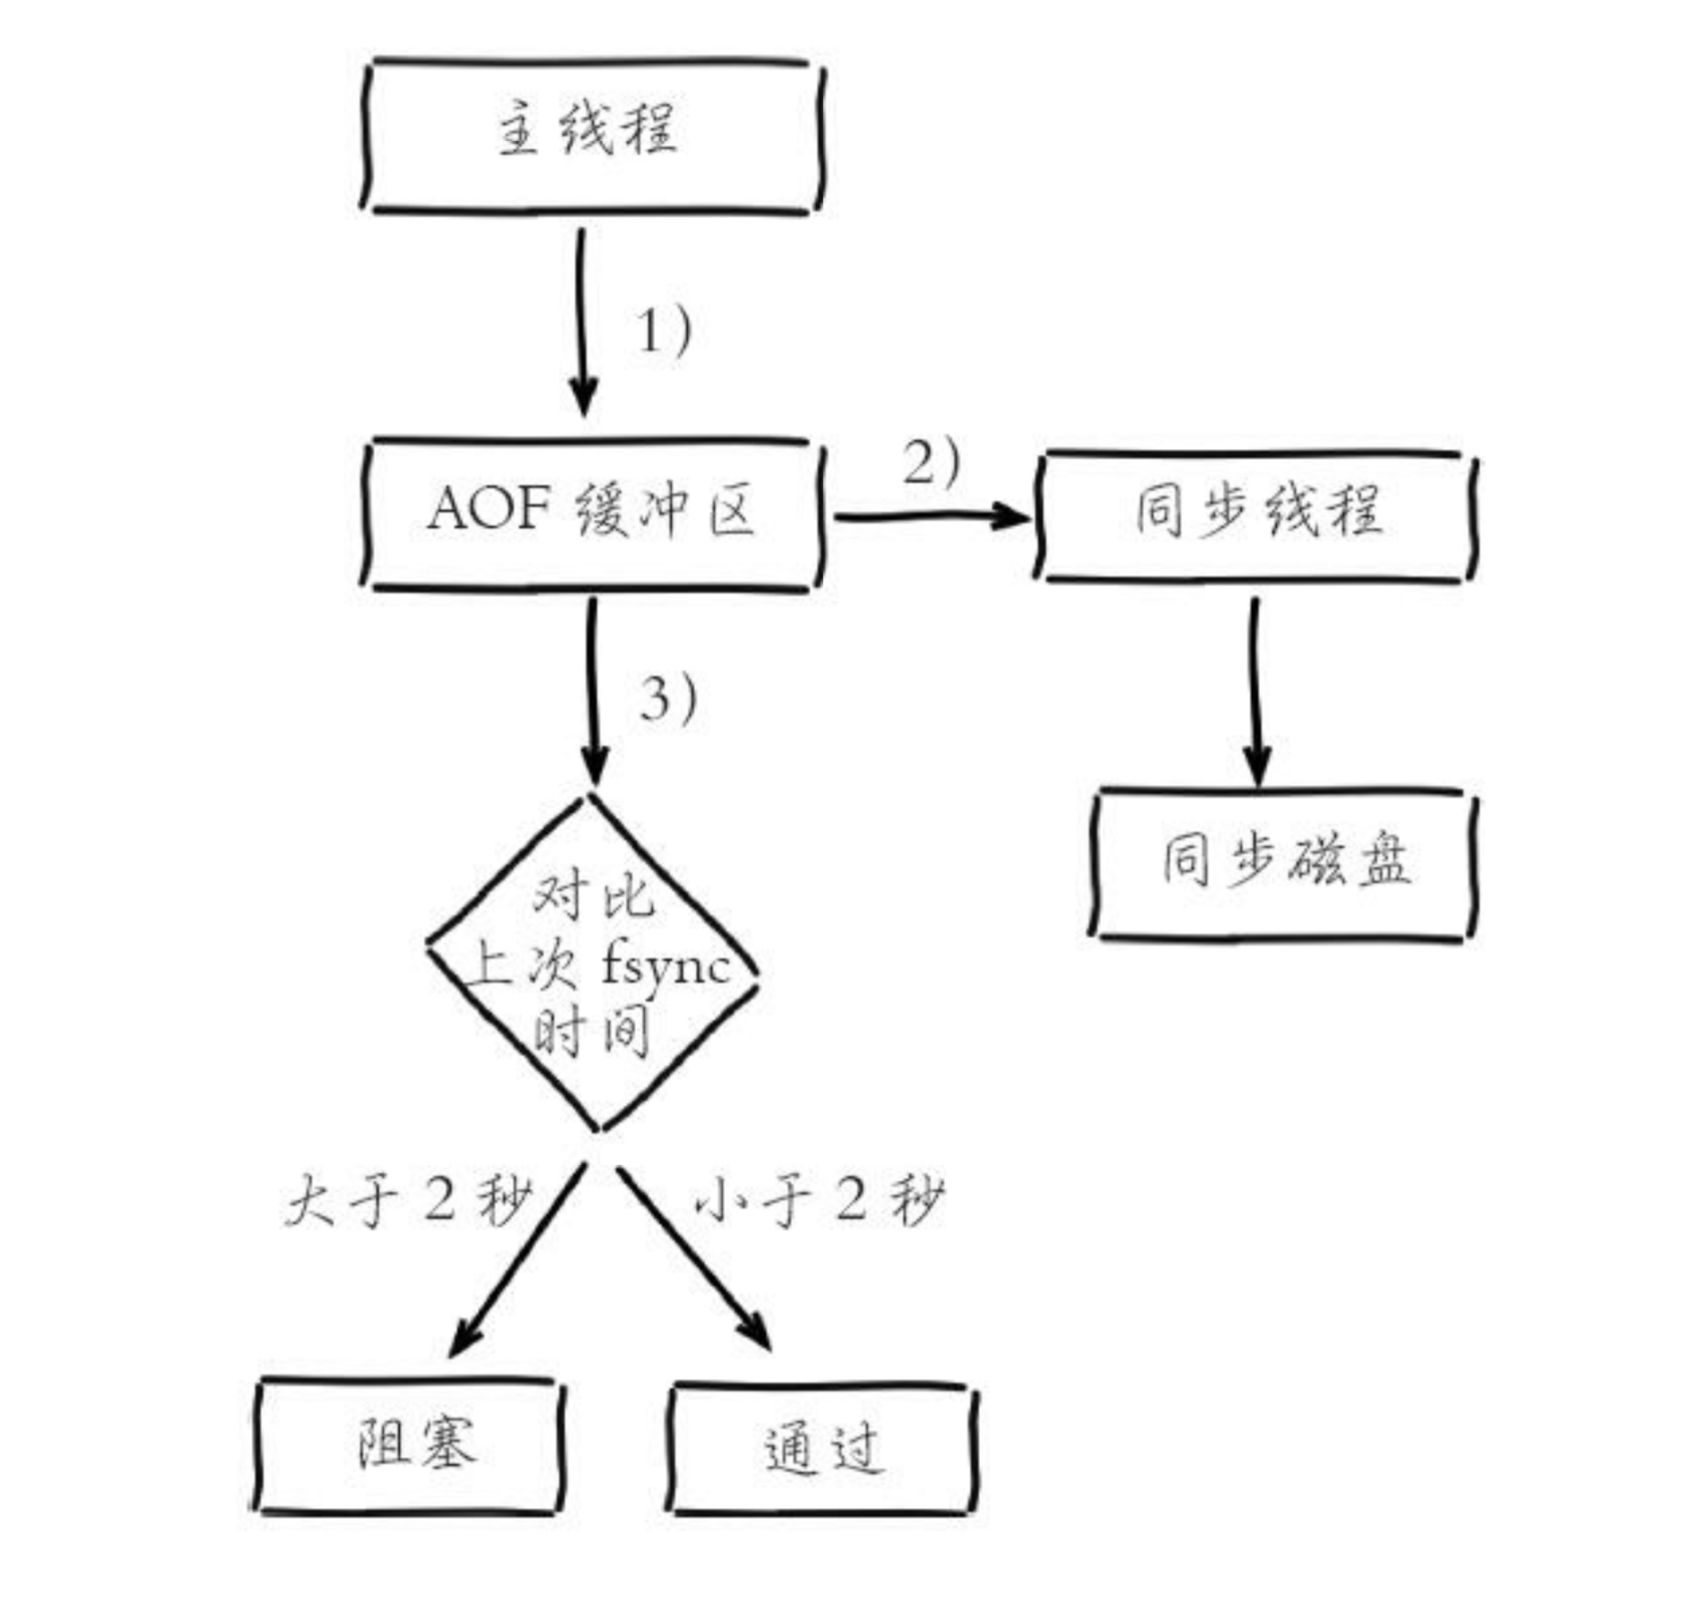 主线程
1)
AOF 缓冲区
2)
同步线程
3)
同步磁盘
对比
上次 fsync
时间
大于 2 秒
小于 2 秒
阻塞
通过